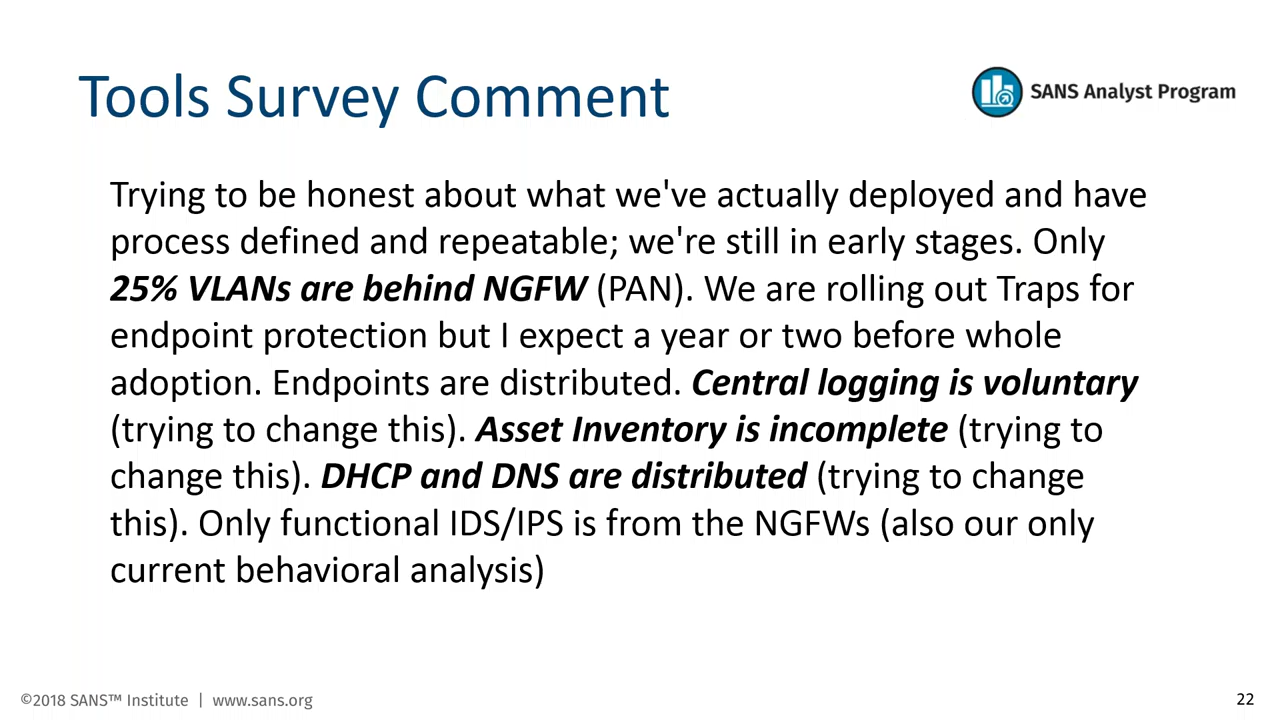 Tools Survey Comment
SANS Analyst Program
Trying to be honest about what we've actually deployed and have
process defined and repeatable; we're still in early stages. Only
25% VLANs are behind NGFW (PAN). We are rolling out Traps for
endpoint protection but I expect a year or two before whole
adoption. Endpoints are distributed. Central logging is voluntary
(trying to change this). Asset Inventory is incomplete (trying to
change this). DHCP and DNS are distributed (trying to change
this). Only functional IDS/IPS is from the NGFWs (also our only
current behavioral analysis)
©2018 SANS™ Institute | www.sans.org
22